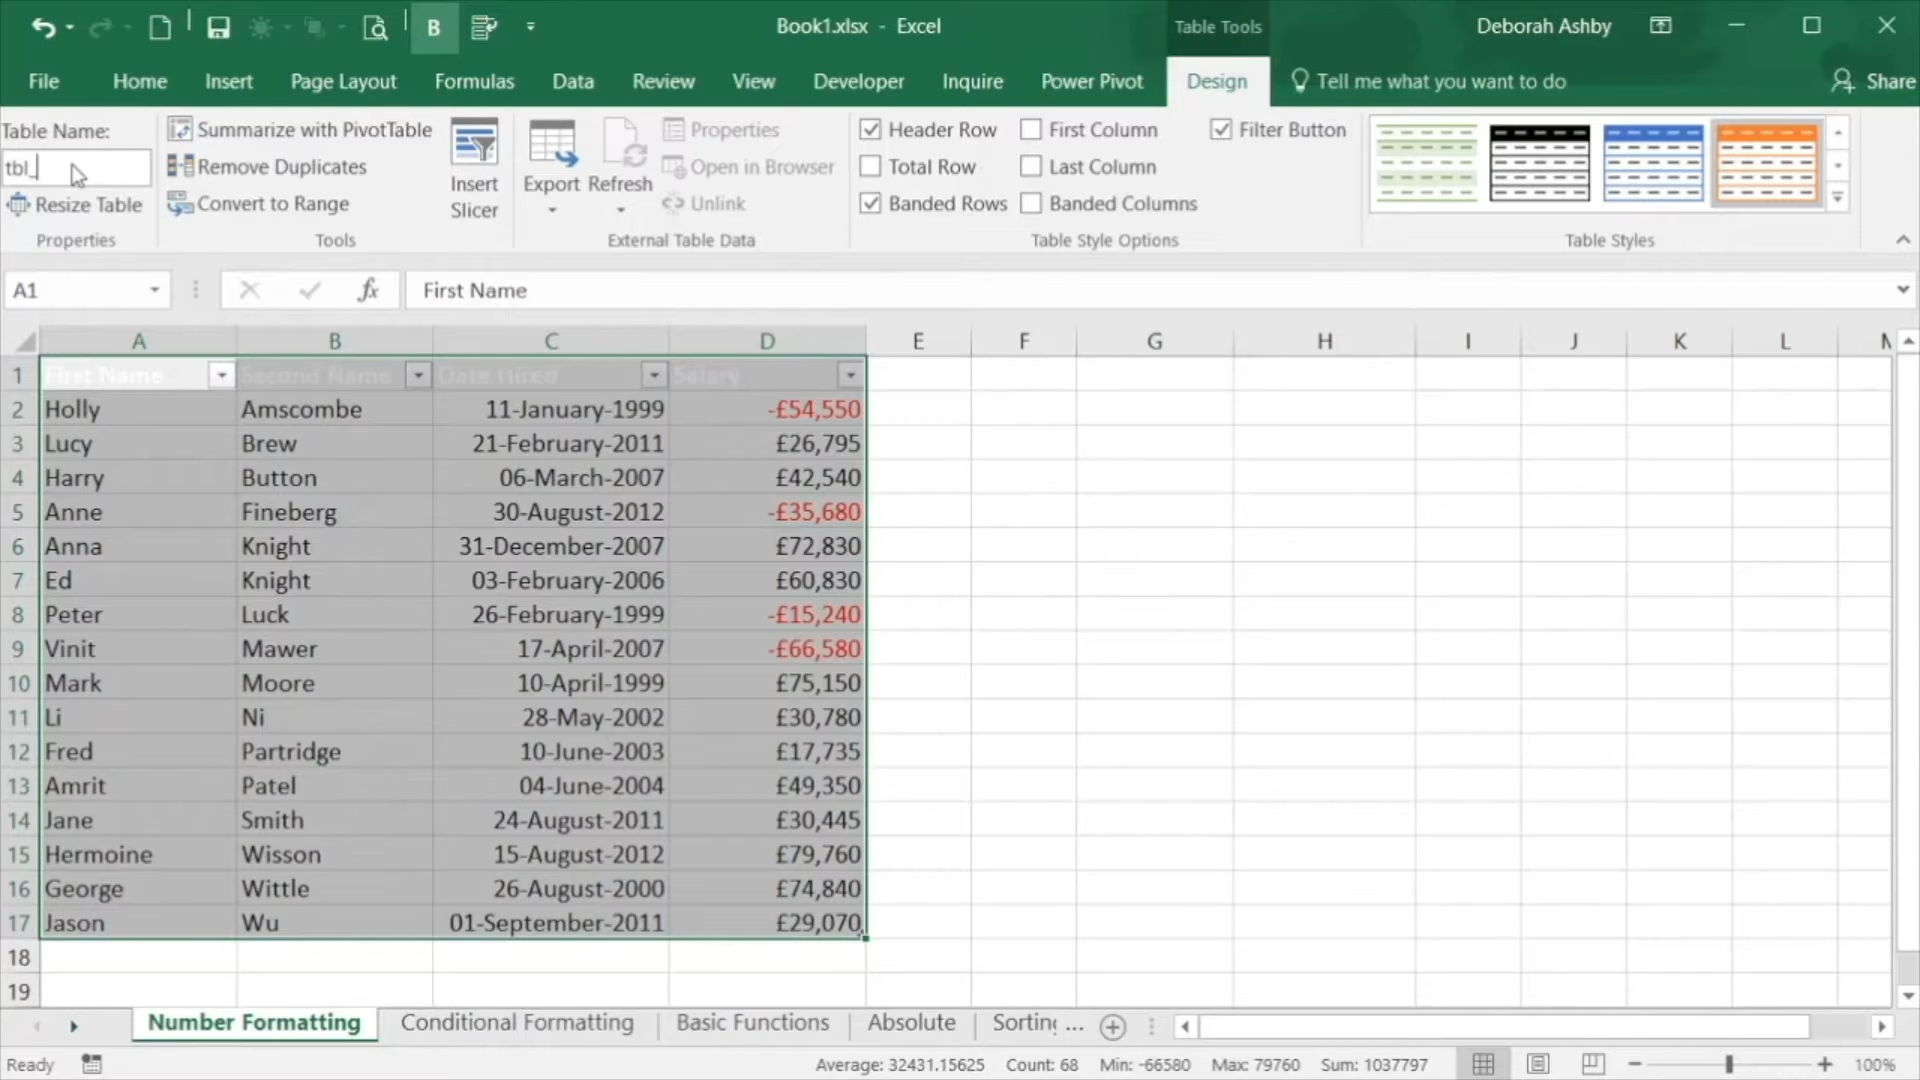 B
Book1.xlsx - Excel
Table Tools
Deborah Ashby
File
Home
Insert
Page Layout
Formulas
Data
Review
View
Developer
Inquire
Power Pivot
Design
Tell me what you want to do
Share
Table Name:
tbl_
Resize Table
Properties
Summarize with PivotTable
Remove Duplicates
Convert to Range
Tools
Insert
Slicer
Export
Refresh
Properties
Open in Browser
Unlink
External Table Data
Header Row
Total Row
Banded Rows
First Column
Last Column
Banded Columns
Filter Button
Table Style Options
Table Styles
A1
fx
First Name
A B C D E F G H I J K L
1 First Name Second Name Date Hired Salary
2 Holly Amscombe 11-January-1999 -£54,550
3 Lucy Brew 21-February-2011 £26,795
4 Harry Button 06-March-2007 £42,540
5 Anne Fineberg 30-August-2012 -£35,680
6 Anna Knight 31-December-2007 £72,830
7 Ed Knight 03-February-2006 £60,830
8 Peter Luck 26-February-1999 -£15,240
9 Vinit Mawer 17-April-2007 -£66,580
10 Mark Moore 10-April-1999 £75,150
11 Li Ni 28-May-2002 £30,780
12 Fred Partridge 10-June-2003 £17,735
13 Amrit Patel 04-June-2004 £49,350
14 Jane Smith 24-August-2011 £30,445
15 Hermoine Wisson 15-August-2012 £79,760
16 George Wittle 26-August-2000 £74,840
17 Jason Wu 01-September-2011 £29,070
18
19
Number Formatting
Conditional Formatting
Basic Functions
Absolute
Sorting ...
Ready
Average: 32431.15625
Count: 68
Min: -66580
Max: 79760
Sum: 1037797
100%